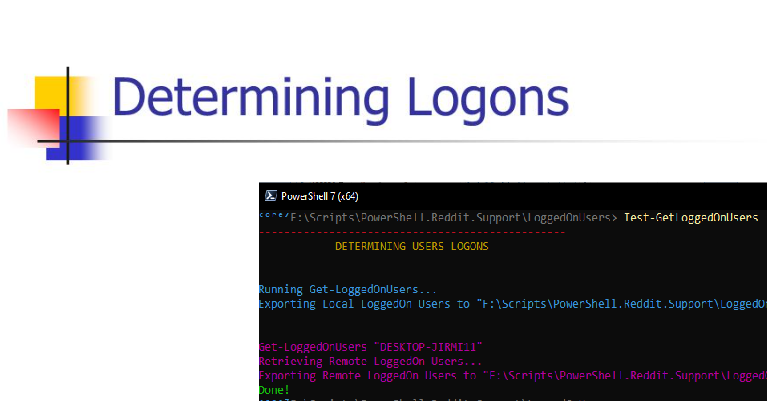 Determining Logons
PowerShell 7 (x64)
F:\Scripts\PowerShell.Reddit.Support\LoggedOnUsers> Test-GetLoggedOnUsers
DETERMINING USERS LOGONS
Running Get-LoggedOnUsers...
Exporting Local LoggedOn Users to "F:\Scripts\PowerShell.Reddit.Support\LoggedO
Get-LoggedOnUsers "DESKTOP-JIRMI11"
Retrieving Remote LoggedOn Users...
Exporting Remote LoggedOn Users to "F:\Scripts\PowerShell.Reddit.Support\Logged
Done!